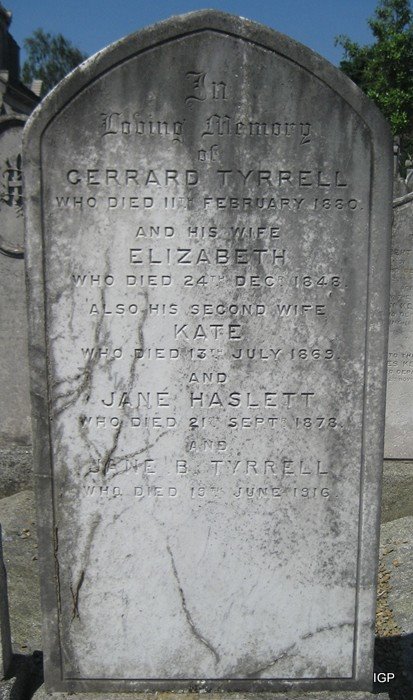 In
Loving Memory
of
GERRARD TYRRELL
WHO DIED 11TH FEBRUARY 1880.
AND HIS WIFE
ELIZABETH
WHO DIED 24TH DECR 1848.
ALSO HIS SECOND WIFE
KATE
WHO DIED 13TH JULY 1869.
AND
JANE HASLETT
WHO DIED 21ST SEPTR 1878.
AND
JANE B. TYRRELL
WHO DIED 19TH JUNE 1916.
IGP